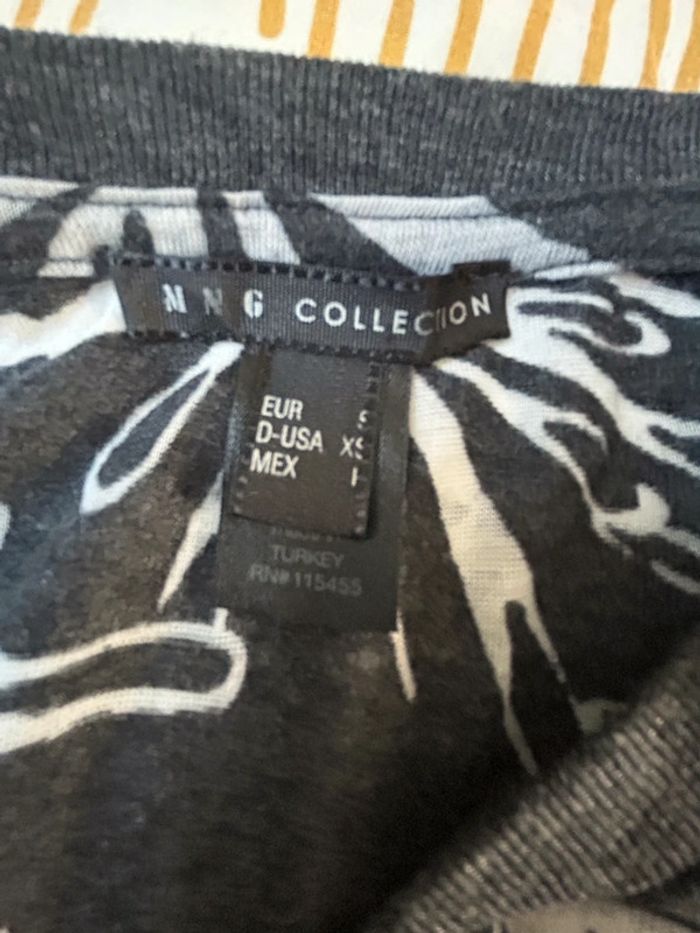 MNG COLLECTION
EUR S
D-USA XS
MEX
TURKEY
RN# 115455